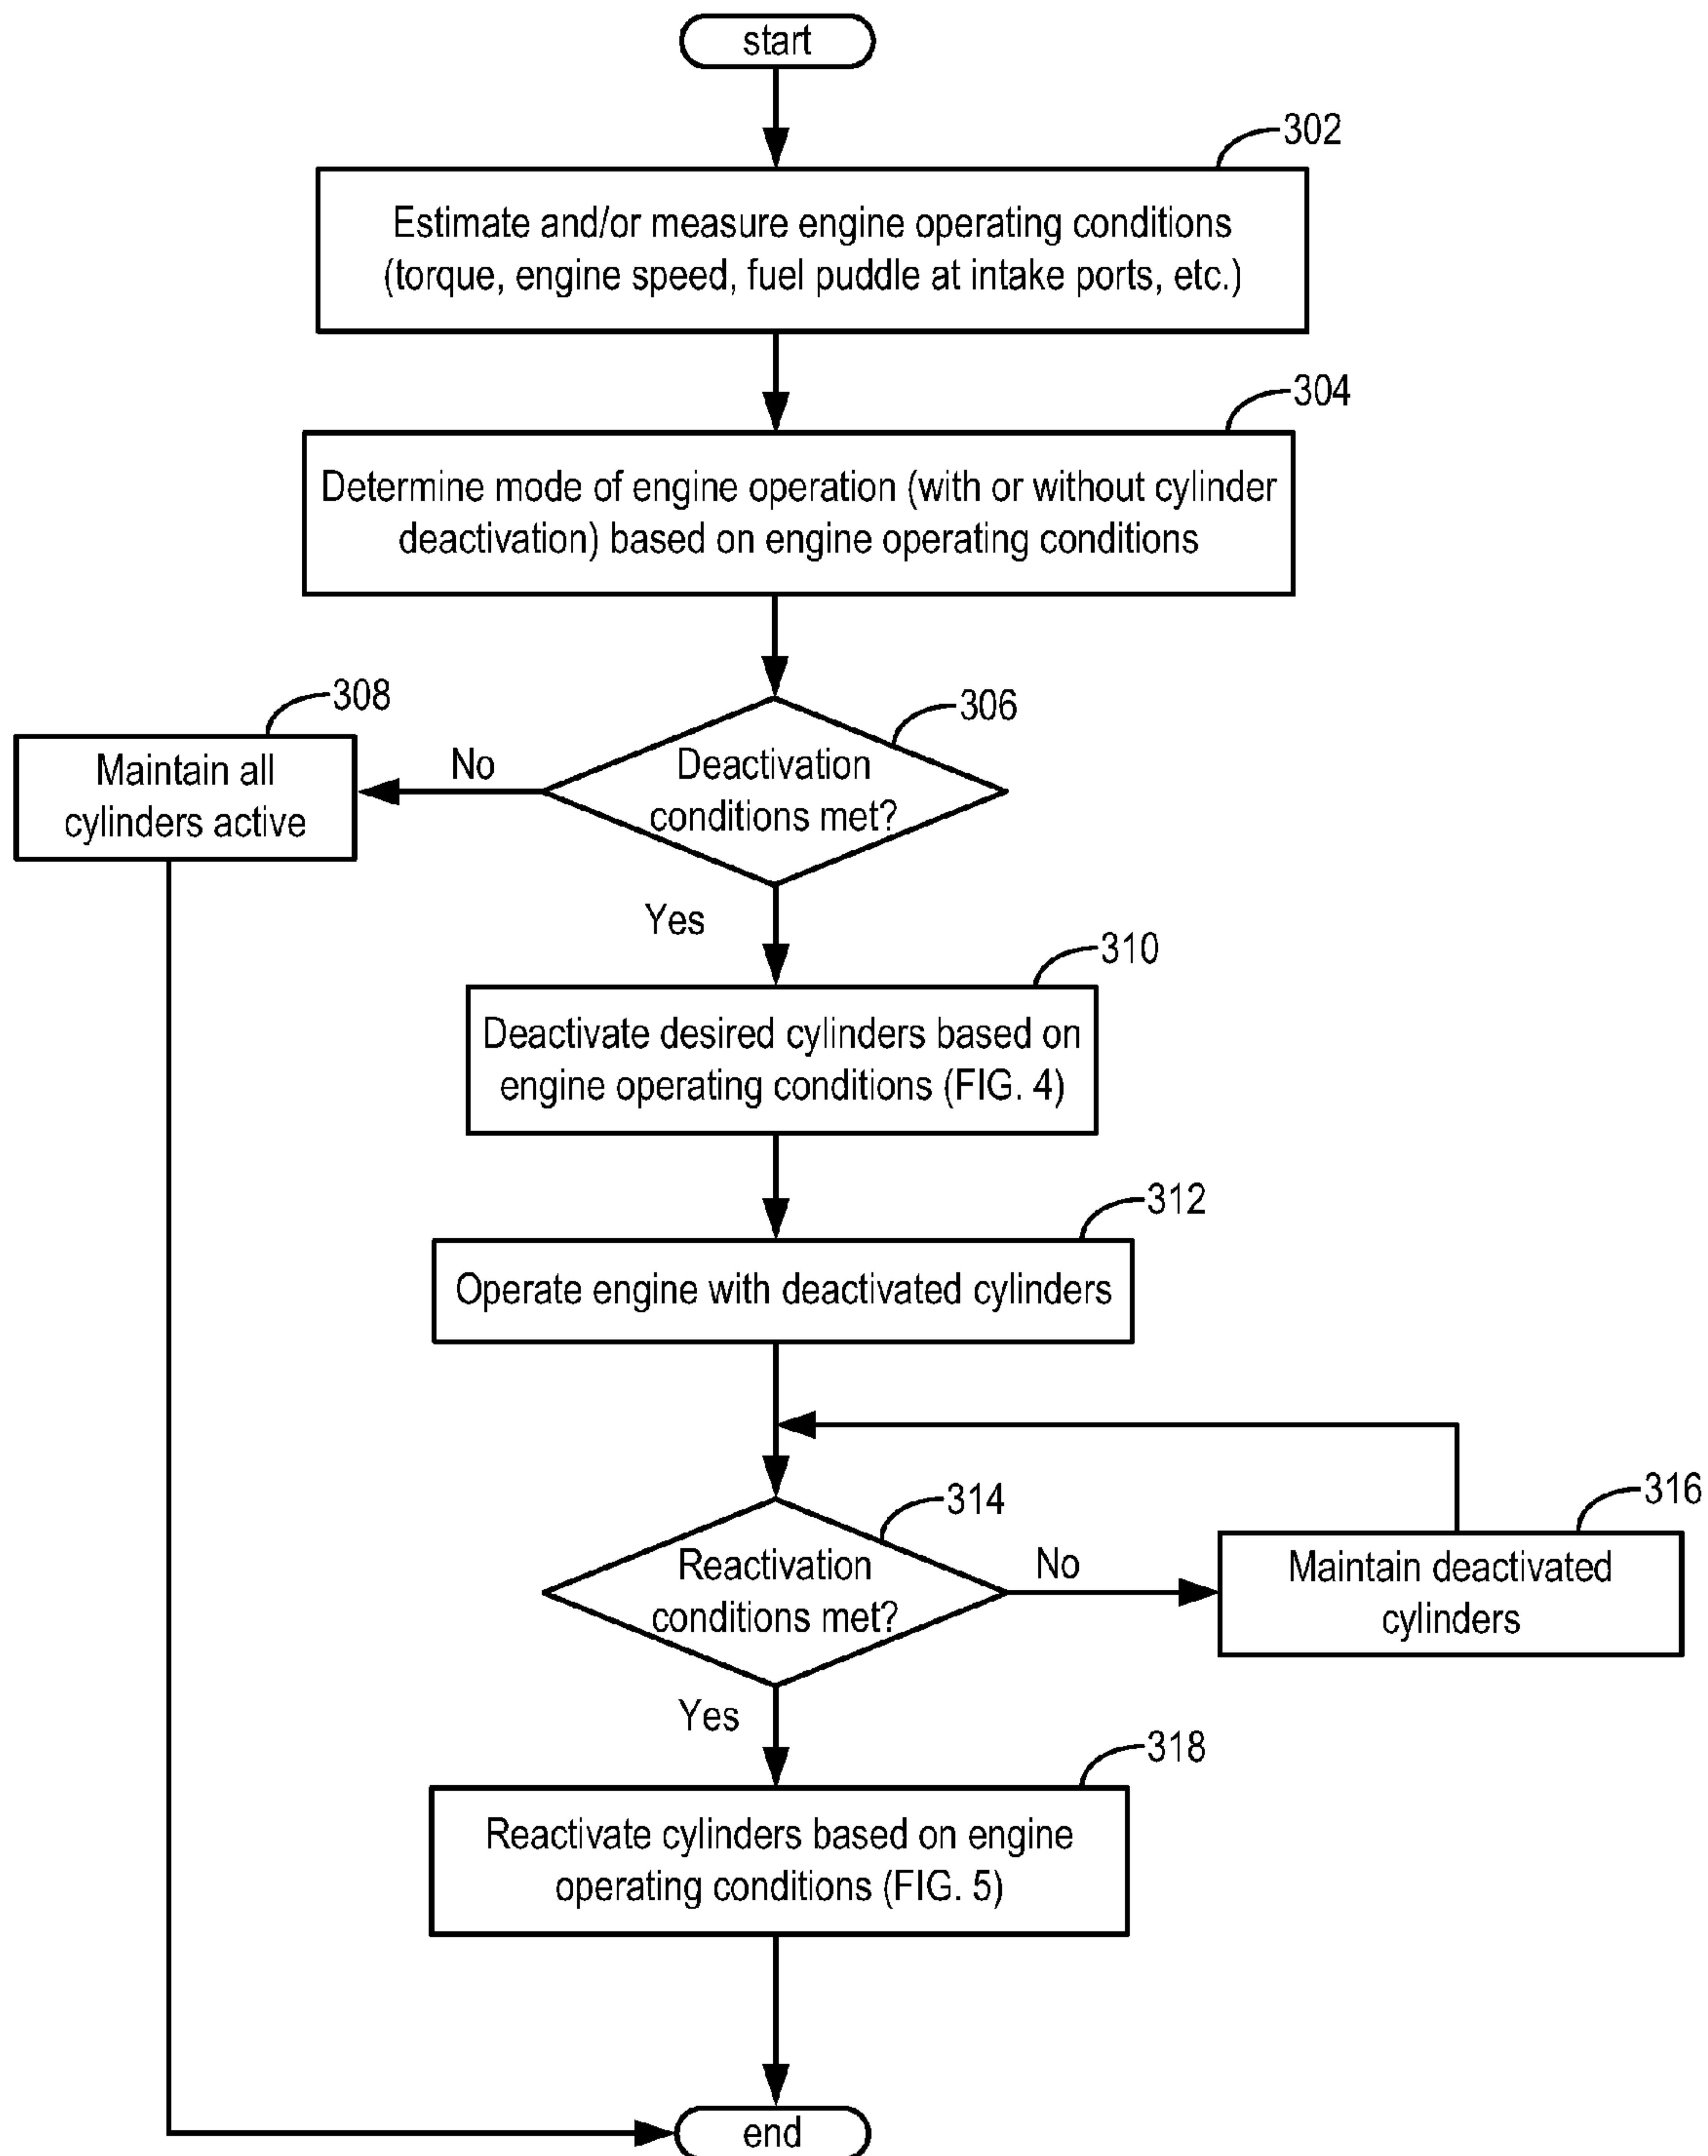 start
302
Estimate and/or measure engine operating conditions
(torque, engine speed, fuel puddle at intake ports, etc.)
304
Determine mode of engine operation (with or without cylinder
deactivation) based on engine operating conditions
306
Deactivation
conditions met?
No
308
Maintain all
cylinders active
Yes
310
Deactivate desired cylinders based on
engine operating conditions (FIG. 4)
312
Operate engine with deactivated cylinders
314
Reactivation
conditions met?
No
316
Maintain deactivated
cylinders
Yes
318
Reactivate cylinders based on engine
operating conditions (FIG. 5)
end